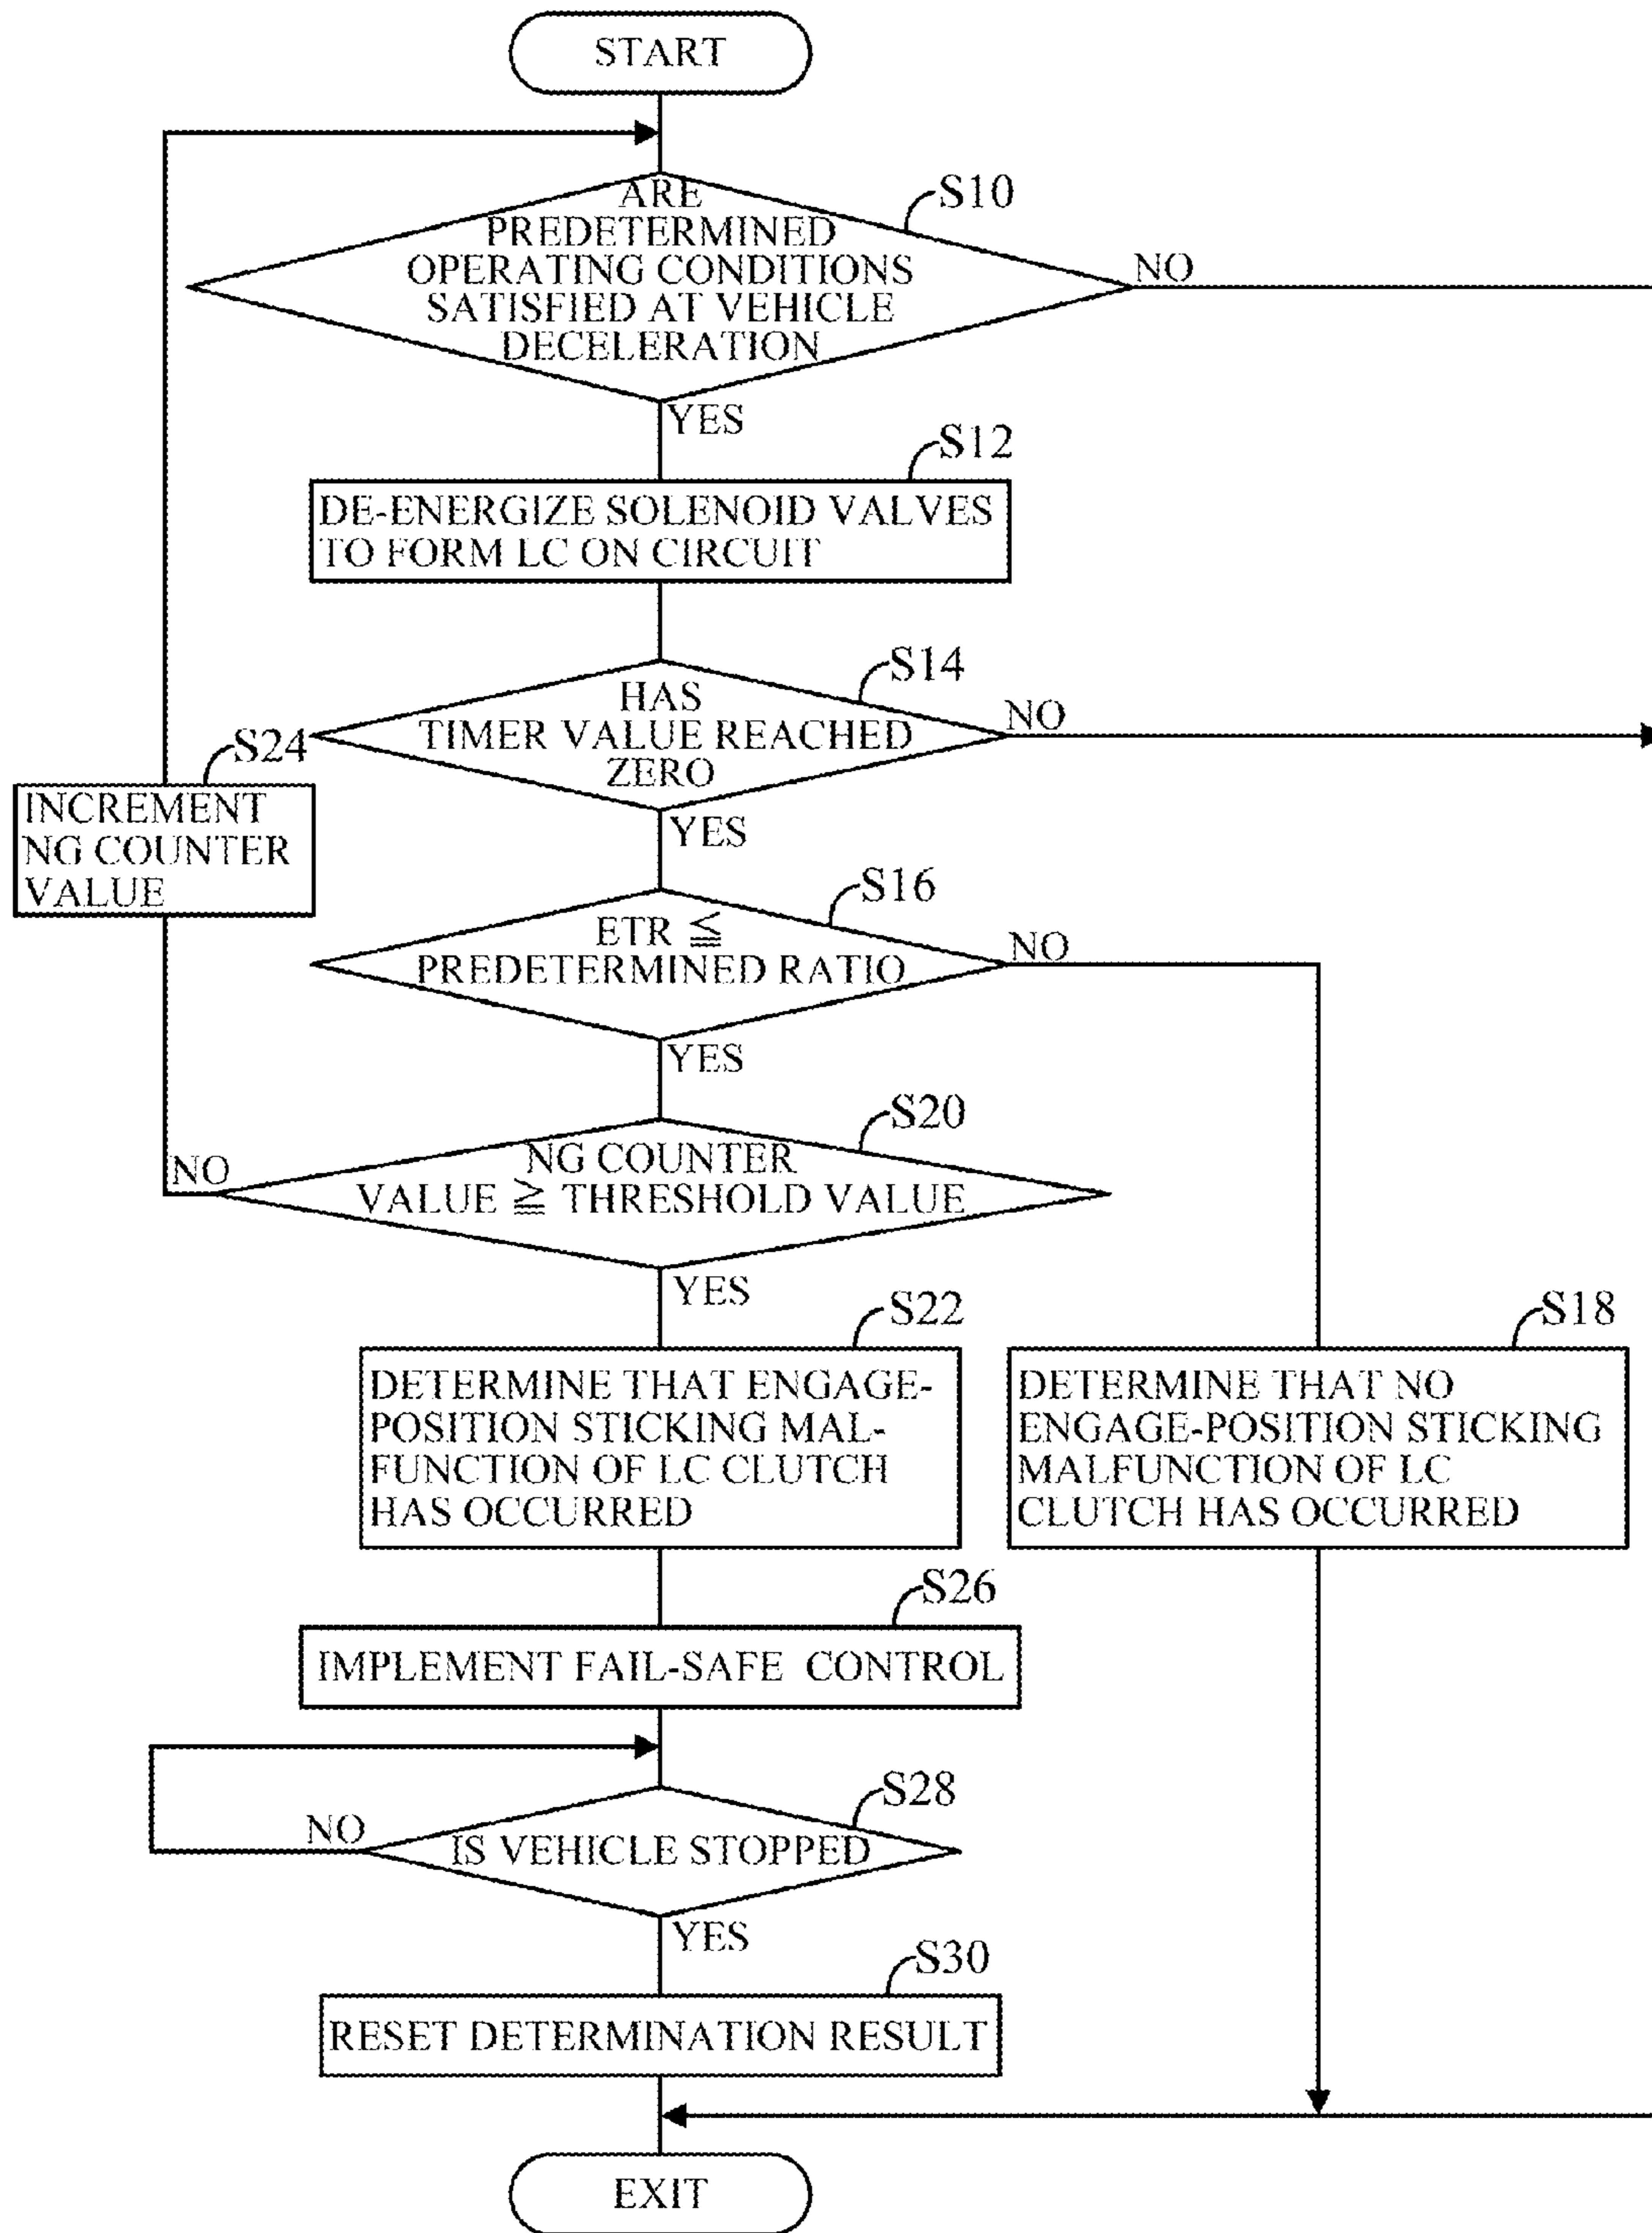 START
S10
ARE
PREDETERMINED
OPERATING CONDITIONS
SATISFIED AT VEHICLE
DECELERATION
NO
YES
S12
DE-ENERGIZE SOLENOID VALVES
TO FORM LC ON CIRCUIT
S14
HAS
TIMER VALUE REACHED
ZERO
NO
YES
S24
INCREMENT
NG COUNTER
VALUE
S16
ETR ≦
PREDETERMINED RATIO
NO
YES
S20
NG COUNTER
VALUE ≧ THRESHOLD VALUE
NO
YES
S22
DETERMINE THAT ENGAGE-
POSITION STICKING MAL-
FUNCTION OF LC CLUTCH
HAS OCCURRED
S18
DETERMINE THAT NO
ENGAGE-POSITION STICKING
MALFUNCTION OF LC
CLUTCH HAS OCCURRED
S26
IMPLEMENT FAIL-SAFE CONTROL
S28
IS VEHICLE STOPPED
NO
YES
S30
RESET DETERMINATION RESULT
EXIT